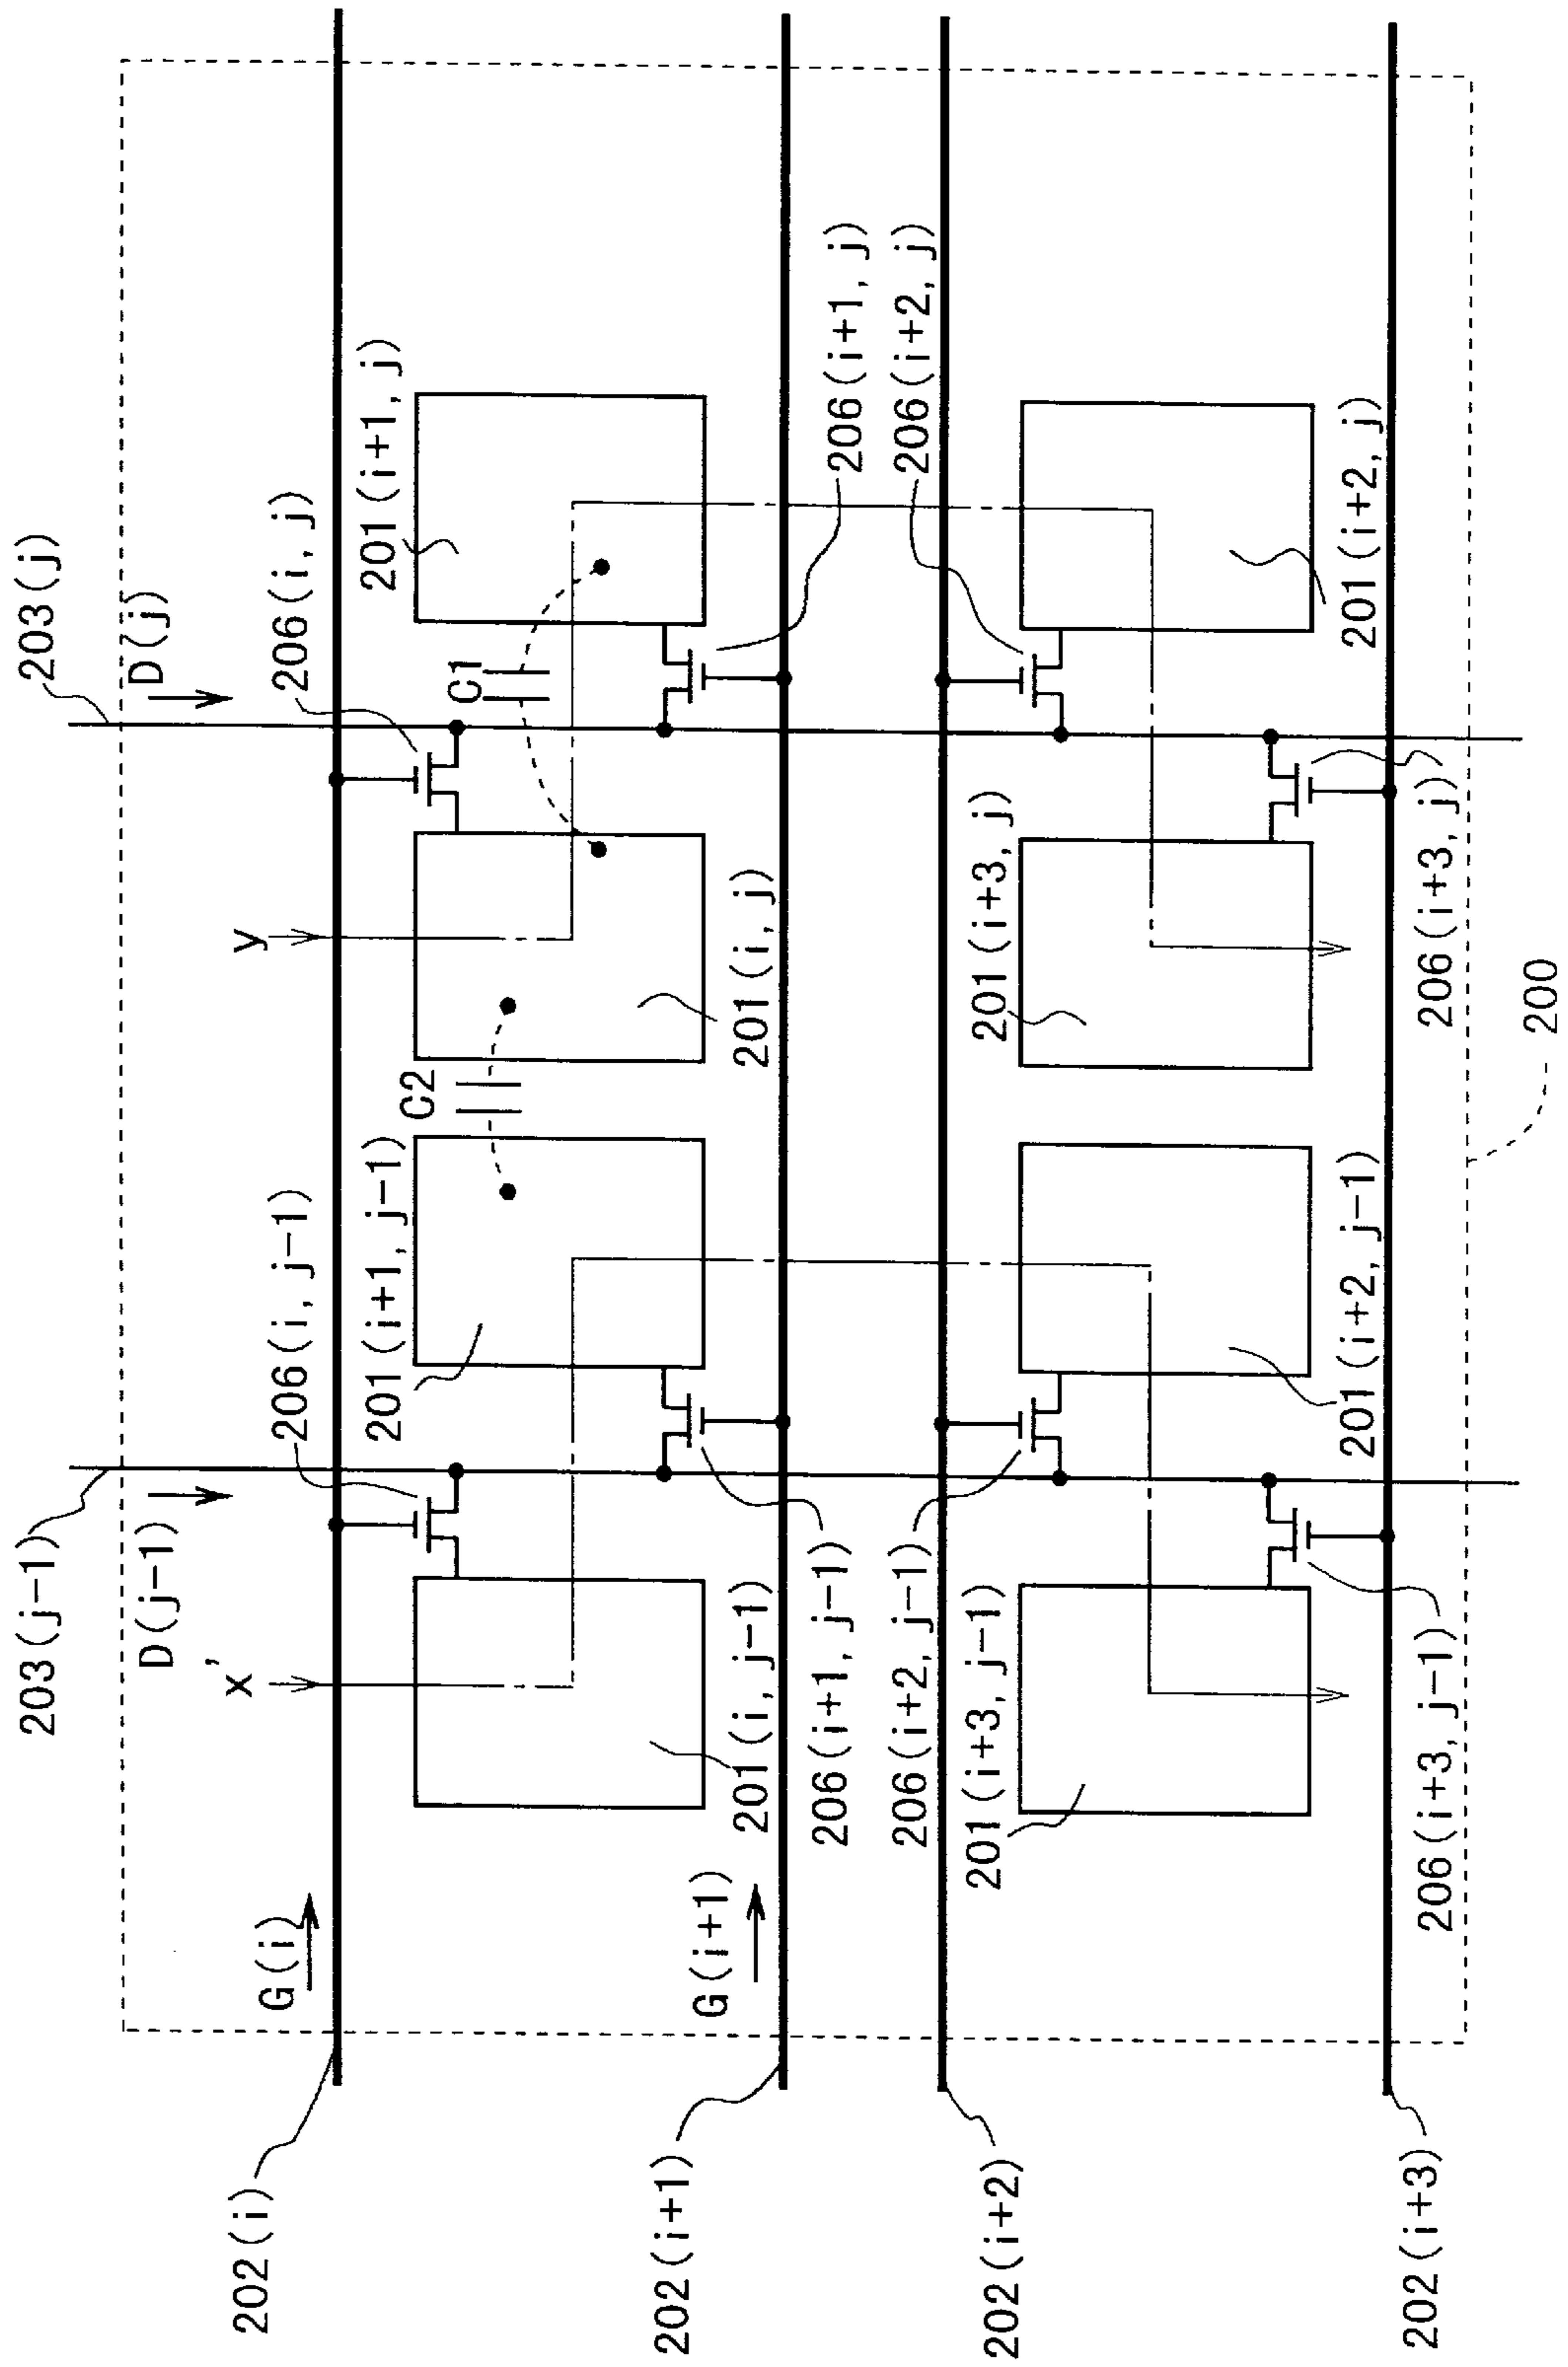 203(j-1)
203(j)
D(j-1)
D(j)
202(i)
x'
y
G(i)
206(i, j-1)
206(i, j)
201(i+1, j-1)
C2
201(i+1, j)
C1
202(i+1)
G(i+1)
201(i, j-1)
201(i, j)
206(i+1, j-1)
206(i+1, j)
206(i+2, j-1)
206(i+2, j)
202(i+2)
201(i+3, j-1)
201(i+3, j)
201(i+2, j-1)
201(i+2, j)
202(i+3)
206(i+3, j-1)
206(i+3, j)
200